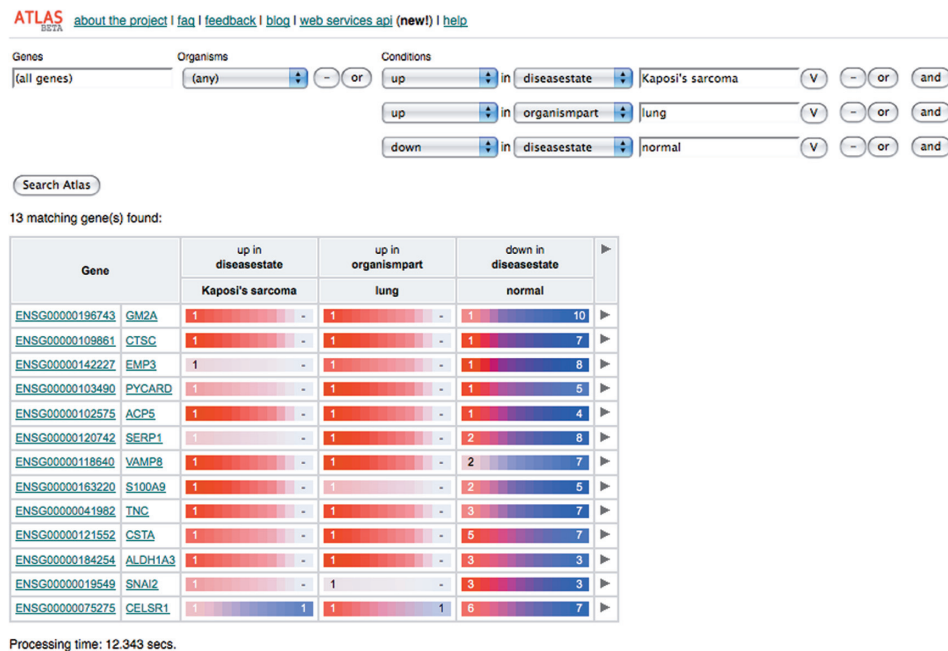 ATLAS BETA about the project | faq | feedback | blog | web services api (new!) | help
Genes Organisms Conditions
(all genes) (any) - or up in diseasestate Kaposi's sarcoma V - or and
up in organismpart lung V - or and
down in diseasestate normal V - or and
Search Atlas
13 matching gene(s) found:
Gene up in diseasestate up in organismpart down in diseasestate
Kaposi's sarcoma lung normal
ENSG00000196743 GM2A 1 - 1 - 1 10
ENSG00000109861 CTSC 1 - 1 - 1 7
ENSG00000142227 EMP3 1 - 1 - 1 8
ENSG00000103490 PYCARD 1 - 1 - 1 5
ENSG00000102575 ACP5 1 - 1 - 1 4
ENSG00000120742 SERP1 1 - 1 - 2 8
ENSG00000118640 VAMP8 1 - 1 - 2 7
ENSG00000163220 S100A9 1 - 1 - 2 5
ENSG00000041982 TNC 1 - 1 - 3 7
ENSG00000121552 CSTA 1 - 1 - 5 7
ENSG00000184254 ALDH1A3 1 - 1 - 3 3
ENSG00000019549 SNAI2 1 - 1 - 3 3
ENSG00000075275 CELSR1 1 1 1 1 6 7
Processing time: 12.343 secs.